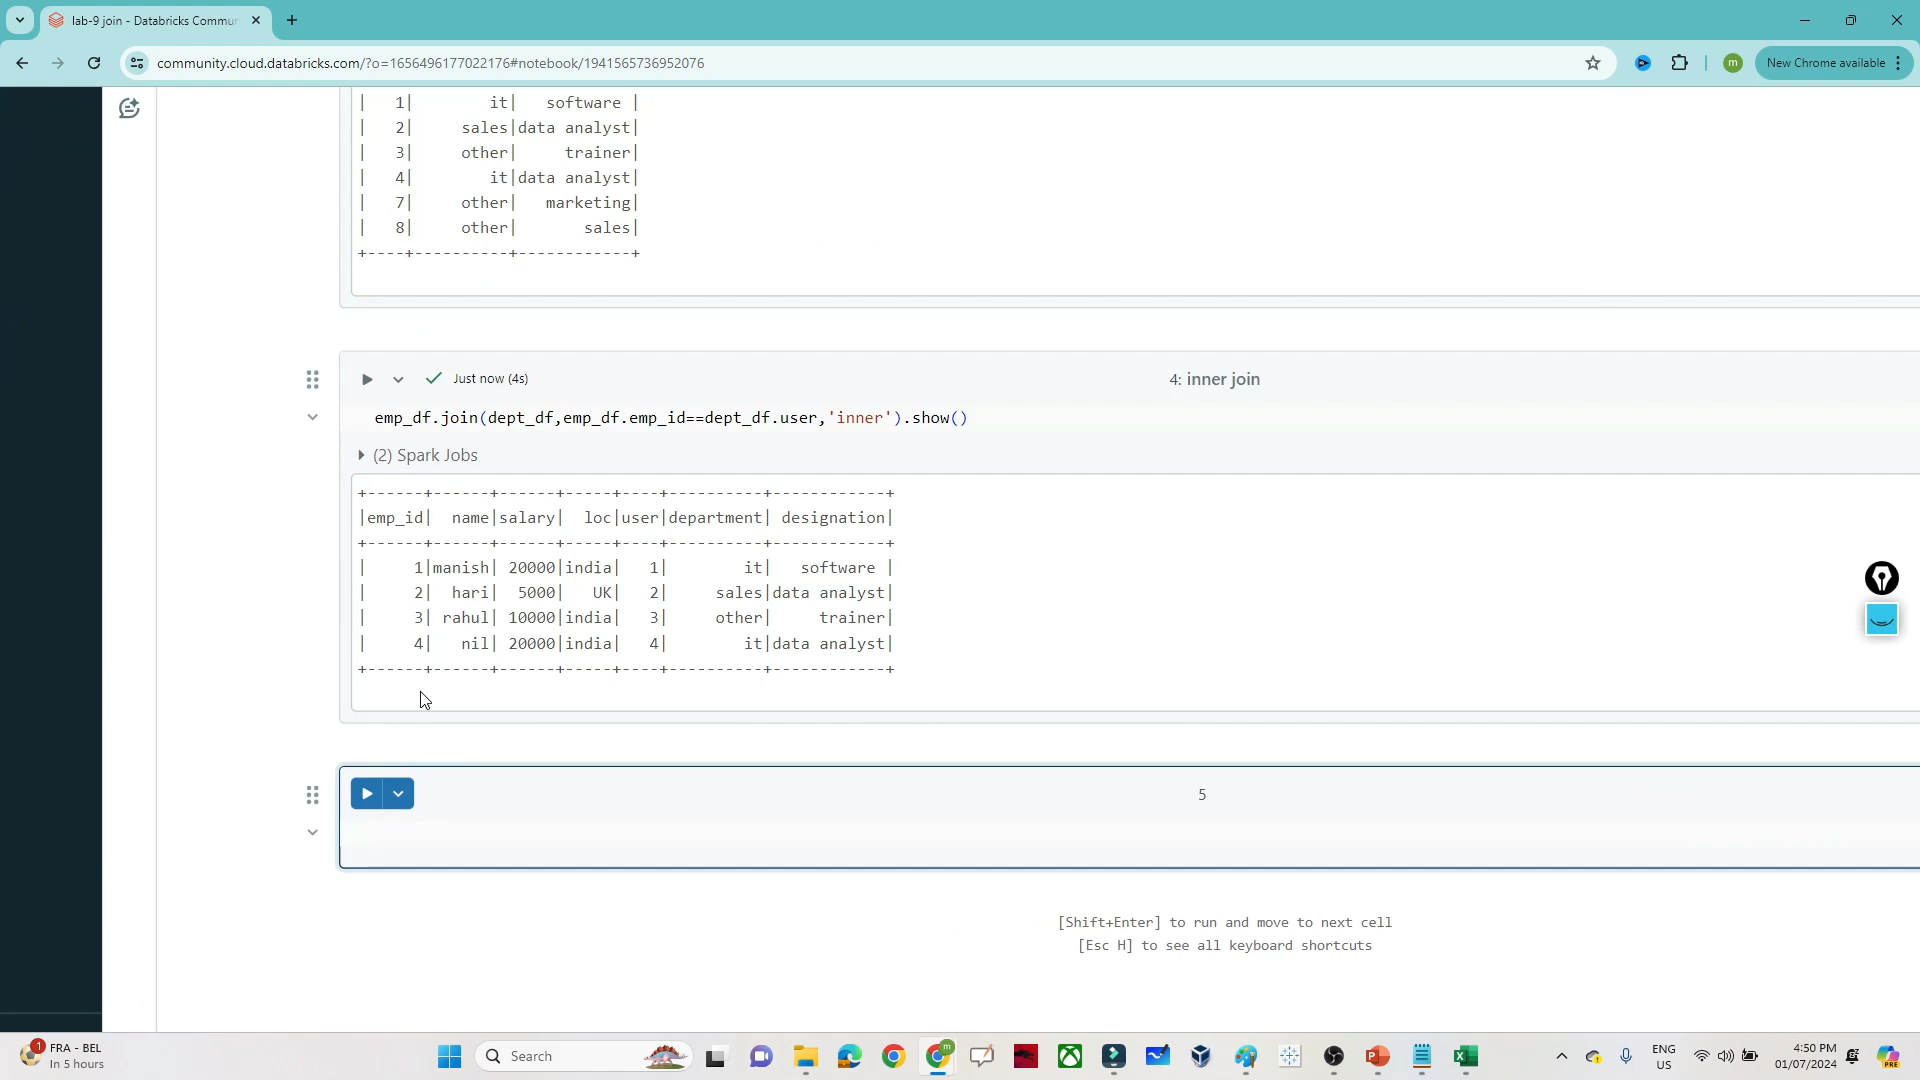 lab-9 join - Databricks Commu
community.cloud.databricks.com/?o=1656496177022176#notebook/1941565736952076
m
New Chrome available
|   1|        it|   software |
|   2|     sales|data analyst|
|   3|     other|     trainer|
|   4|        it|data analyst|
|   7|     other|   marketing|
|   8|     other|       sales|
+----+----------+------------+
Just now (4s)
4: inner join
emp_df.join(dept_df,emp_df.emp_id==dept_df.user,'inner').show()
(2) Spark Jobs
+------+------+------+-----+----+----------+------------+
|emp_id|  name|salary|  loc|user|department| designation|
+------+------+------+-----+----+----------+------------+
|     1|manish| 20000|india|   1|        it|   software |
|     2|  hari|  5000|   UK|   2|     sales|data analyst|
|     3| rahul| 10000|india|   3|     other|     trainer|
|     4|   nil| 20000|india|   4|        it|data analyst|
+------+------+------+-----+----+----------+------------+
5
[Shift+Enter] to run and move to next cell
[Esc H] to see all keyboard shortcuts
1
FRA - BEL
In 5 hours
Search
m
ENG
US
4:50 PM
01/07/2024
PRE